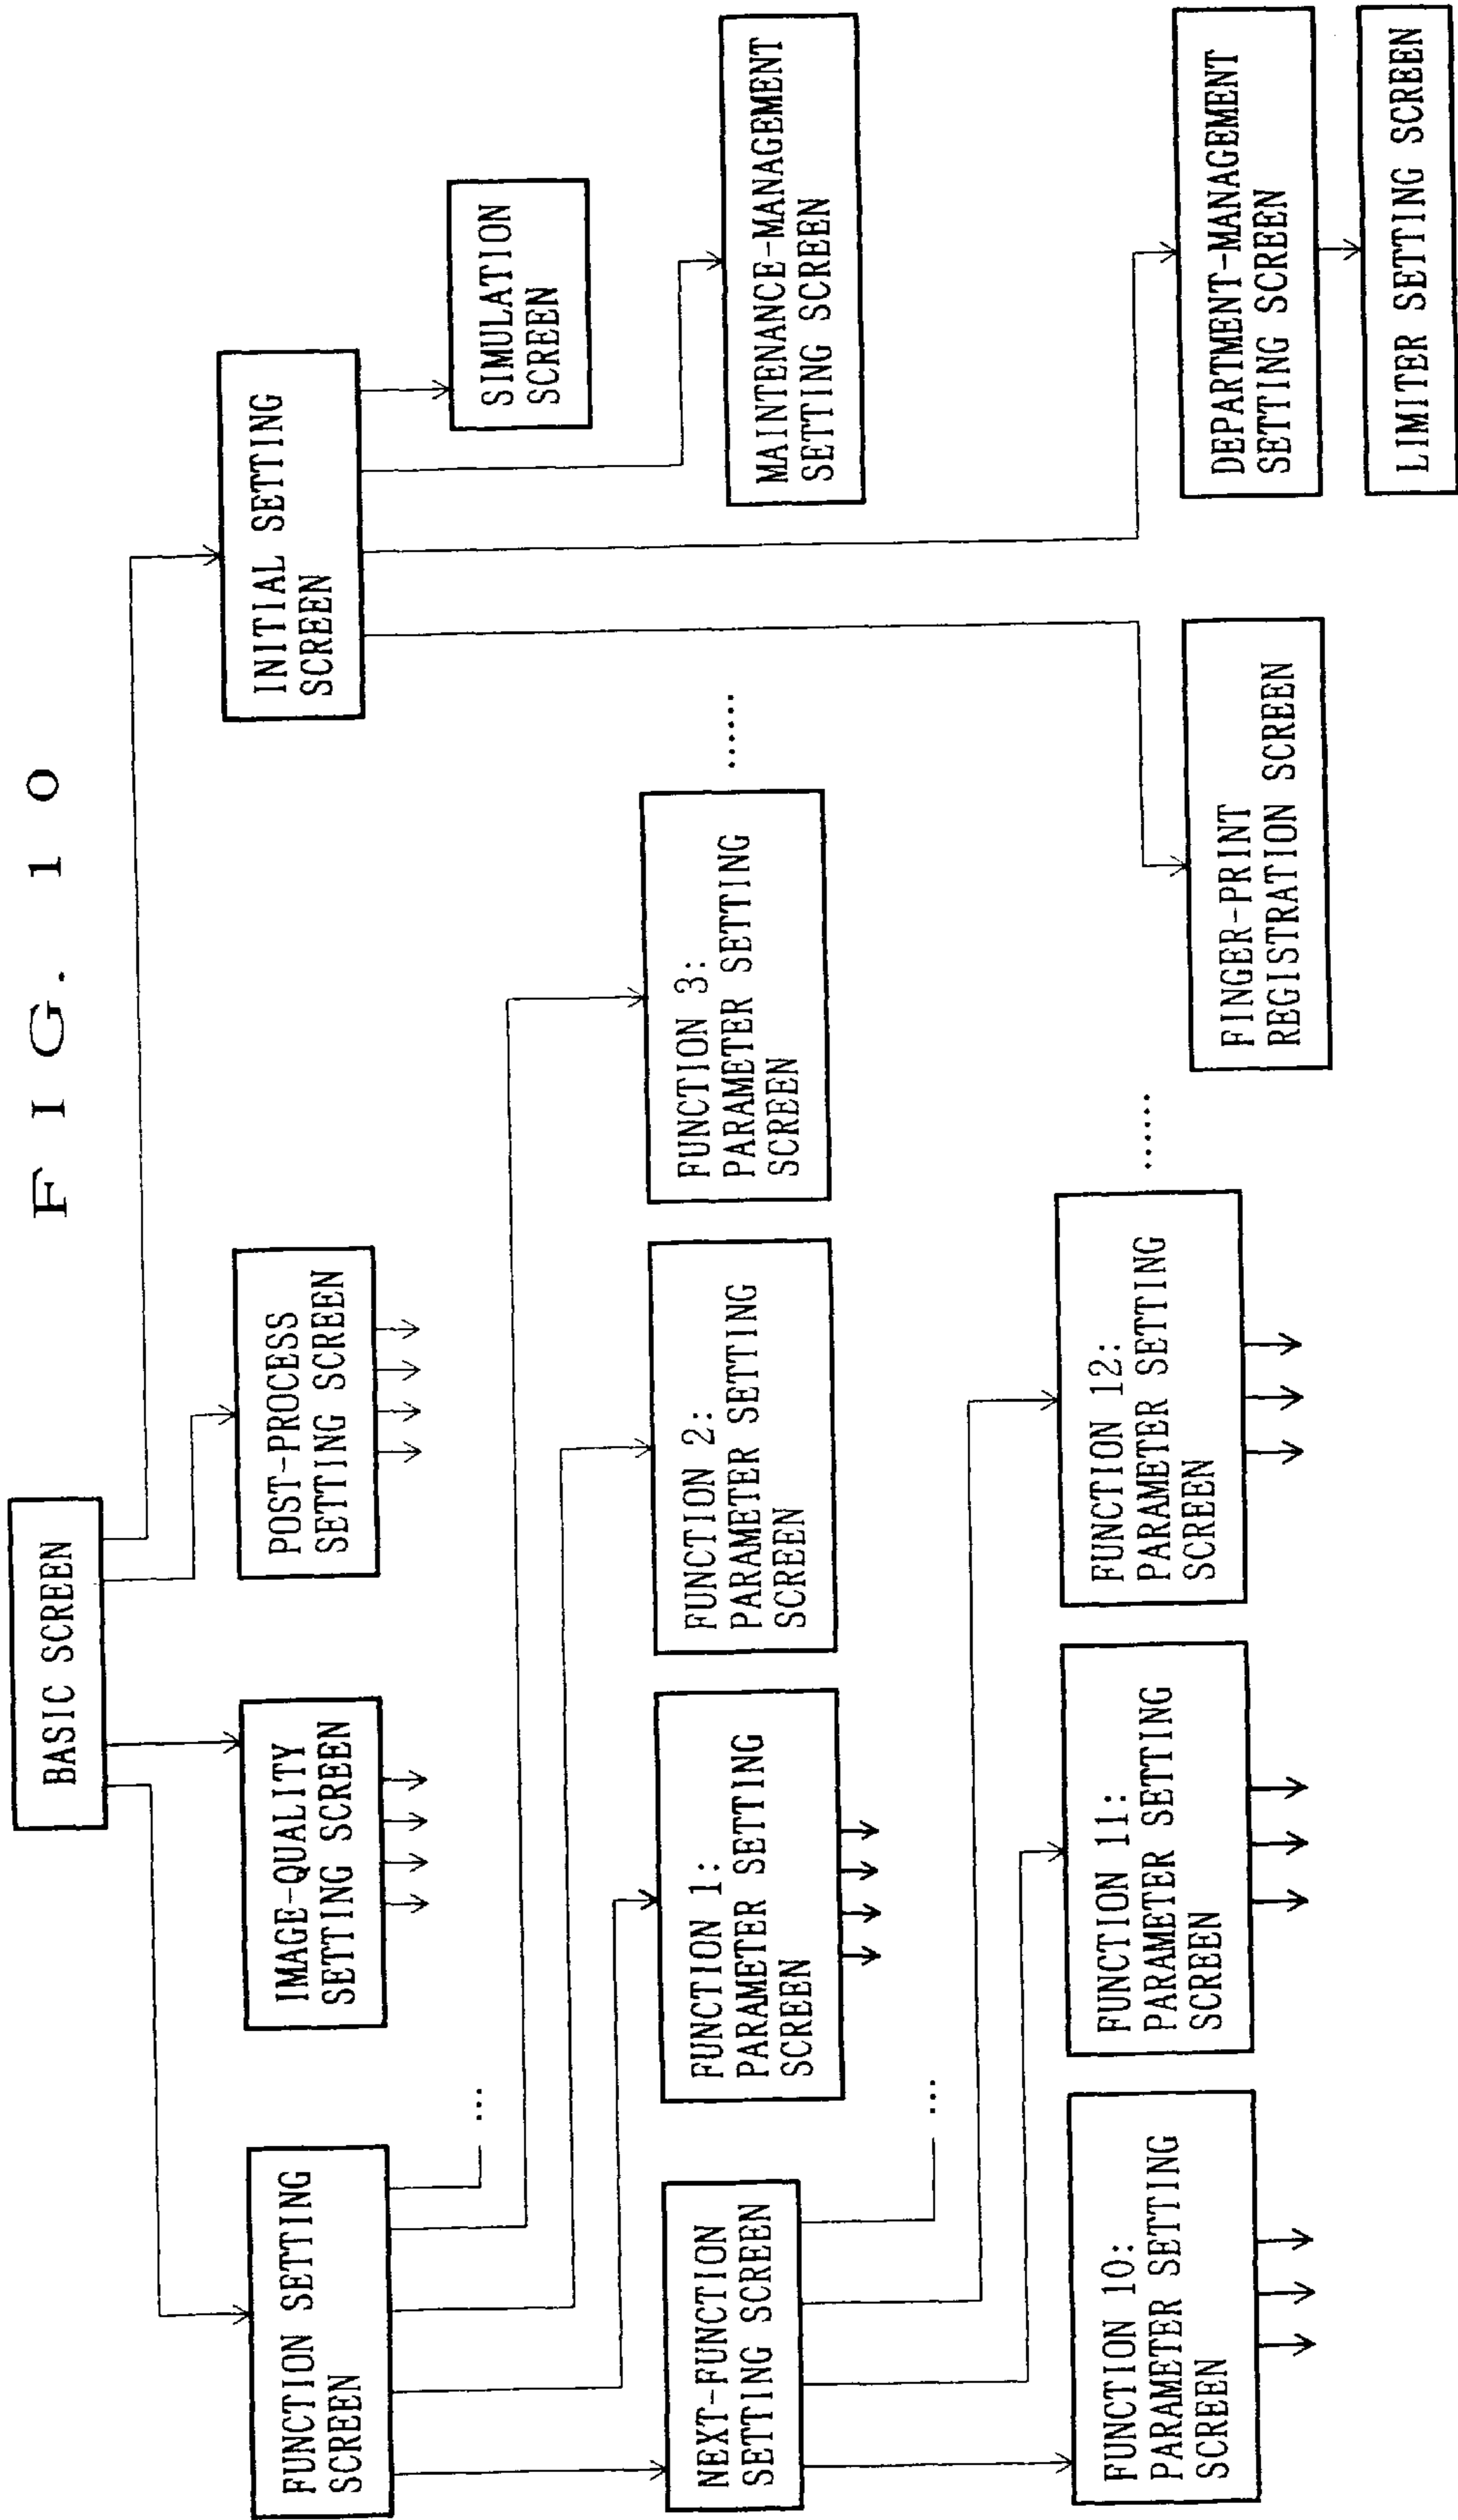 FIG. 10
BASIC SCREEN
FUNCTION SETTING
SCREEN
IMAGE-QUALITY
SETTING SCREEN
POST-PROCESS
SETTING SCREEN
INITIAL SETTING
SCREEN
...
SIMULATION
SCREEN
NEXT-FUNCTION
SETTING SCREEN
FUNCTION 1:
PARAMETER SETTING
SCREEN
FUNCTION 2:
PARAMETER SETTING
SCREEN
FUNCTION 3:
PARAMETER SETTING
SCREEN
......
MAINTENANCE-MANAGEMENT
SETTING SCREEN
...
FUNCTION 10:
PARAMETER SETTING
SCREEN
FUNCTION 11:
PARAMETER SETTING
SCREEN
FUNCTION 12:
PARAMETER SETTING
SCREEN
......
FINGER-PRINT
REGISTRATION SCREEN
DEPARTMENT-MANAGEMENT
SETTING SCREEN
LIMITER SETTING SCREEN